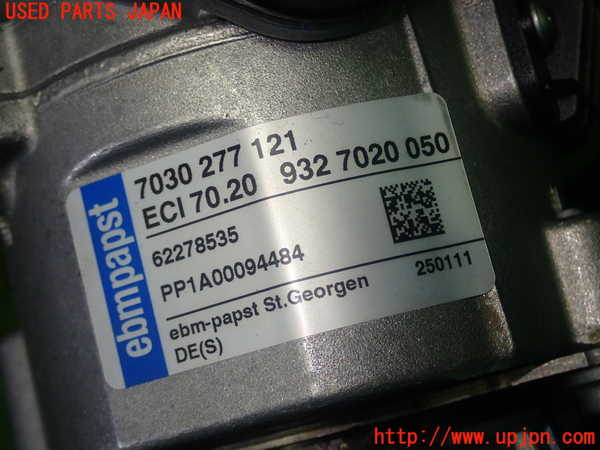 USED PARTS JAPAN
ebmpapst
7030 277 121
ECI 70.20 932 7020 050
62278535
PP1A00094484
250111
ebm-papst St.Georgen
DE(S)
http://www.upjpn.com/